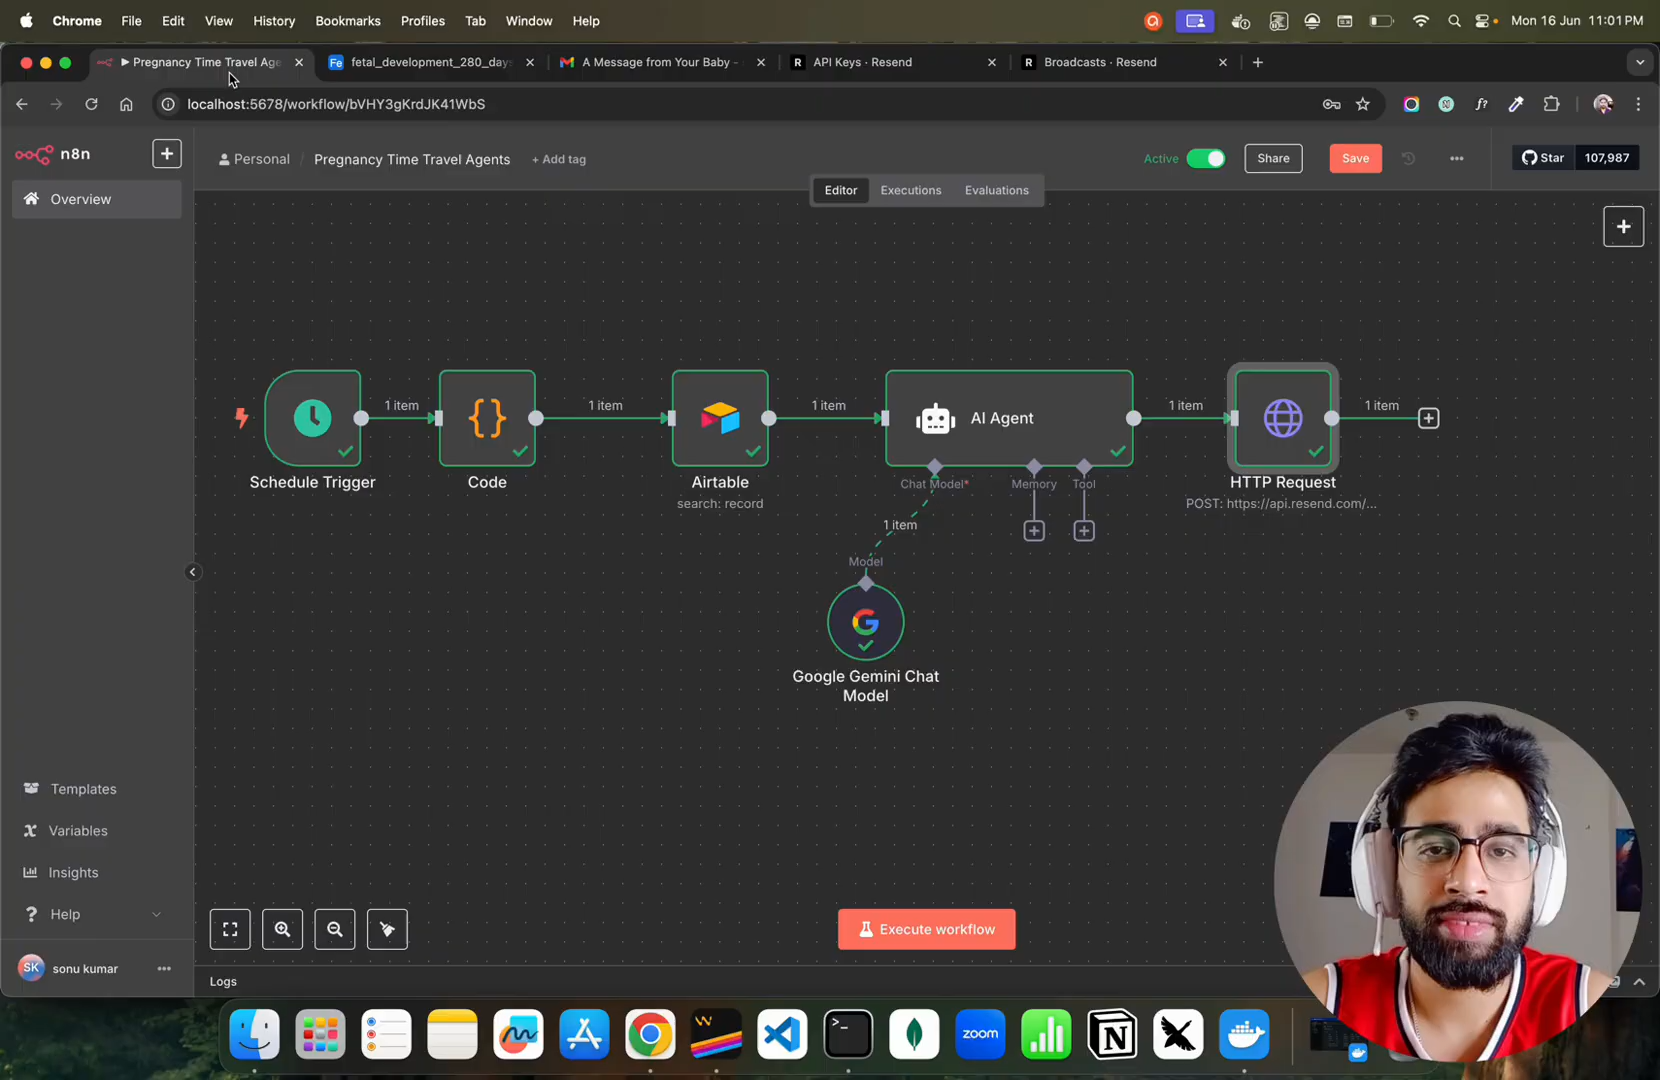 Chrome File Edit View History Bookmarks Profiles Tab Window Help
Mon 16 Jun 11:01 PM
Pregnancy Time Travel Age
Fe fetal_development_280_days
A Message from Your Baby -
R API Keys · Resend
R Broadcasts · Resend
localhost:5678/workflow/bVHY3gKrdJK41WbS
f?
n8n
Personal / Pregnancy Time Travel Agents + Add tag
Active
Share
Save
Star 107,987
Editor Executions Evaluations
Overview
1 item
1 item
1 item
AI Agent
1 item
1 item
Schedule Trigger
Code
Airtable
search: record
Chat Model*
Memory
Tool
HTTP Request
POST: https://api.resend.com/...
1 item
Model
Google Gemini Chat
Model
Templates
Variables
Insights
Help
SK sonu kumar
Execute workflow
Logs
zoom